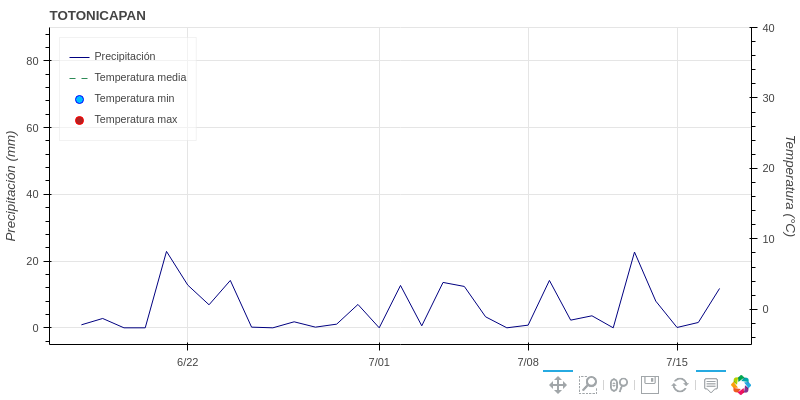 TOTONICAPAN
Precipitación
Temperatura media
Temperatura min
Temperatura max
Precipitación (mm)
80
60
40
20
0
Temperatura (°C)
40
30
20
10
0
6/22
7/01
7/08
7/15